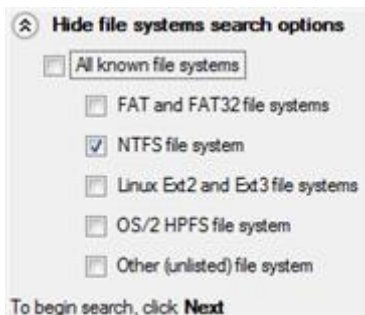 Hide file systems search options
All known file systems
FAT and FAT32 file systems
NTFS file system
Linux Ext2 and Ext3 file systems
OS/2 HPFS file system
Other (unlisted) file system
To begin search, click Next